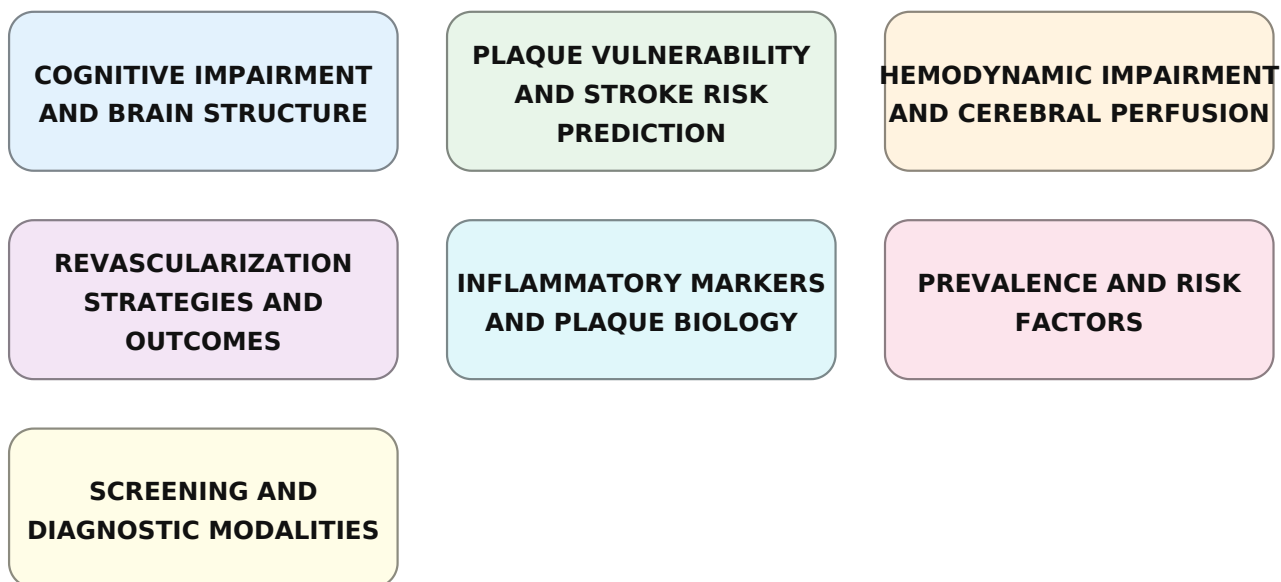 COGNITIVE IMPAIRMENT
AND BRAIN STRUCTURE
PLAQUE VULNERABILITY
AND STROKE RISK
PREDICTION
HEMODYNAMIC IMPAIRMENT
AND CEREBRAL PERFUSION
REVASCULARIZATION
STRATEGIES AND
OUTCOMES
INFLAMMATORY MARKERS
AND PLAQUE BIOLOGY
PREVALENCE AND RISK
FACTORS
SCREENING AND
DIAGNOSTIC MODALITIES